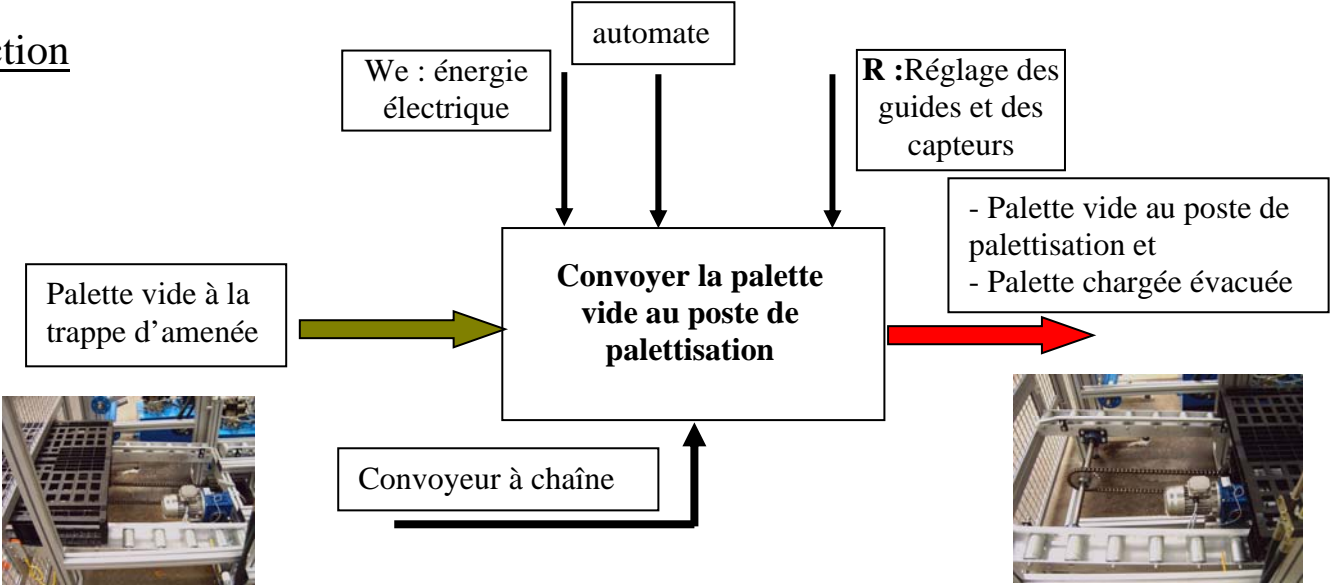 automate
We : énergie
électrique
R :Réglage des
guides et des
capteurs
- Palette vide au poste de
palettisation et
- Palette chargée évacuée
Palette vide à la
trappe d’amenée
Convoyer la palette
vide au poste de
palettisation
Convoyeur à chaîne